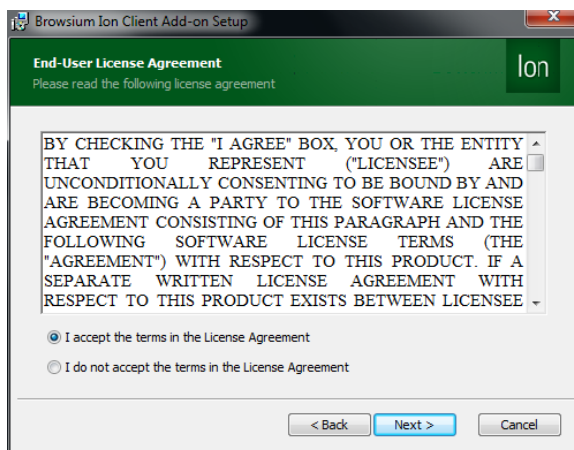 Browsium Ion Client Add-on Setup
End-User License Agreement
Please read the following license agreement
Ion
BY CHECKING THE "I AGREE" BOX, YOU OR THE ENTITY
THAT YOU REPRESENT ("LICENSEE") ARE
UNCONDITIONALLY CONSENTING TO BE BOUND BY AND
ARE BECOMING A PARTY TO THE SOFTWARE LICENSE
AGREEMENT CONSISTING OF THIS PARAGRAPH AND THE
FOLLOWING SOFTWARE LICENSE TERMS (THE
"AGREEMENT") WITH RESPECT TO THIS PRODUCT. IF A
SEPARATE WRITTEN LICENSE AGREEMENT WITH
RESPECT TO THIS PRODUCT EXISTS BETWEEN LICENSEE
I accept the terms in the License Agreement
I do not accept the terms in the License Agreement
< Back Next > Cancel